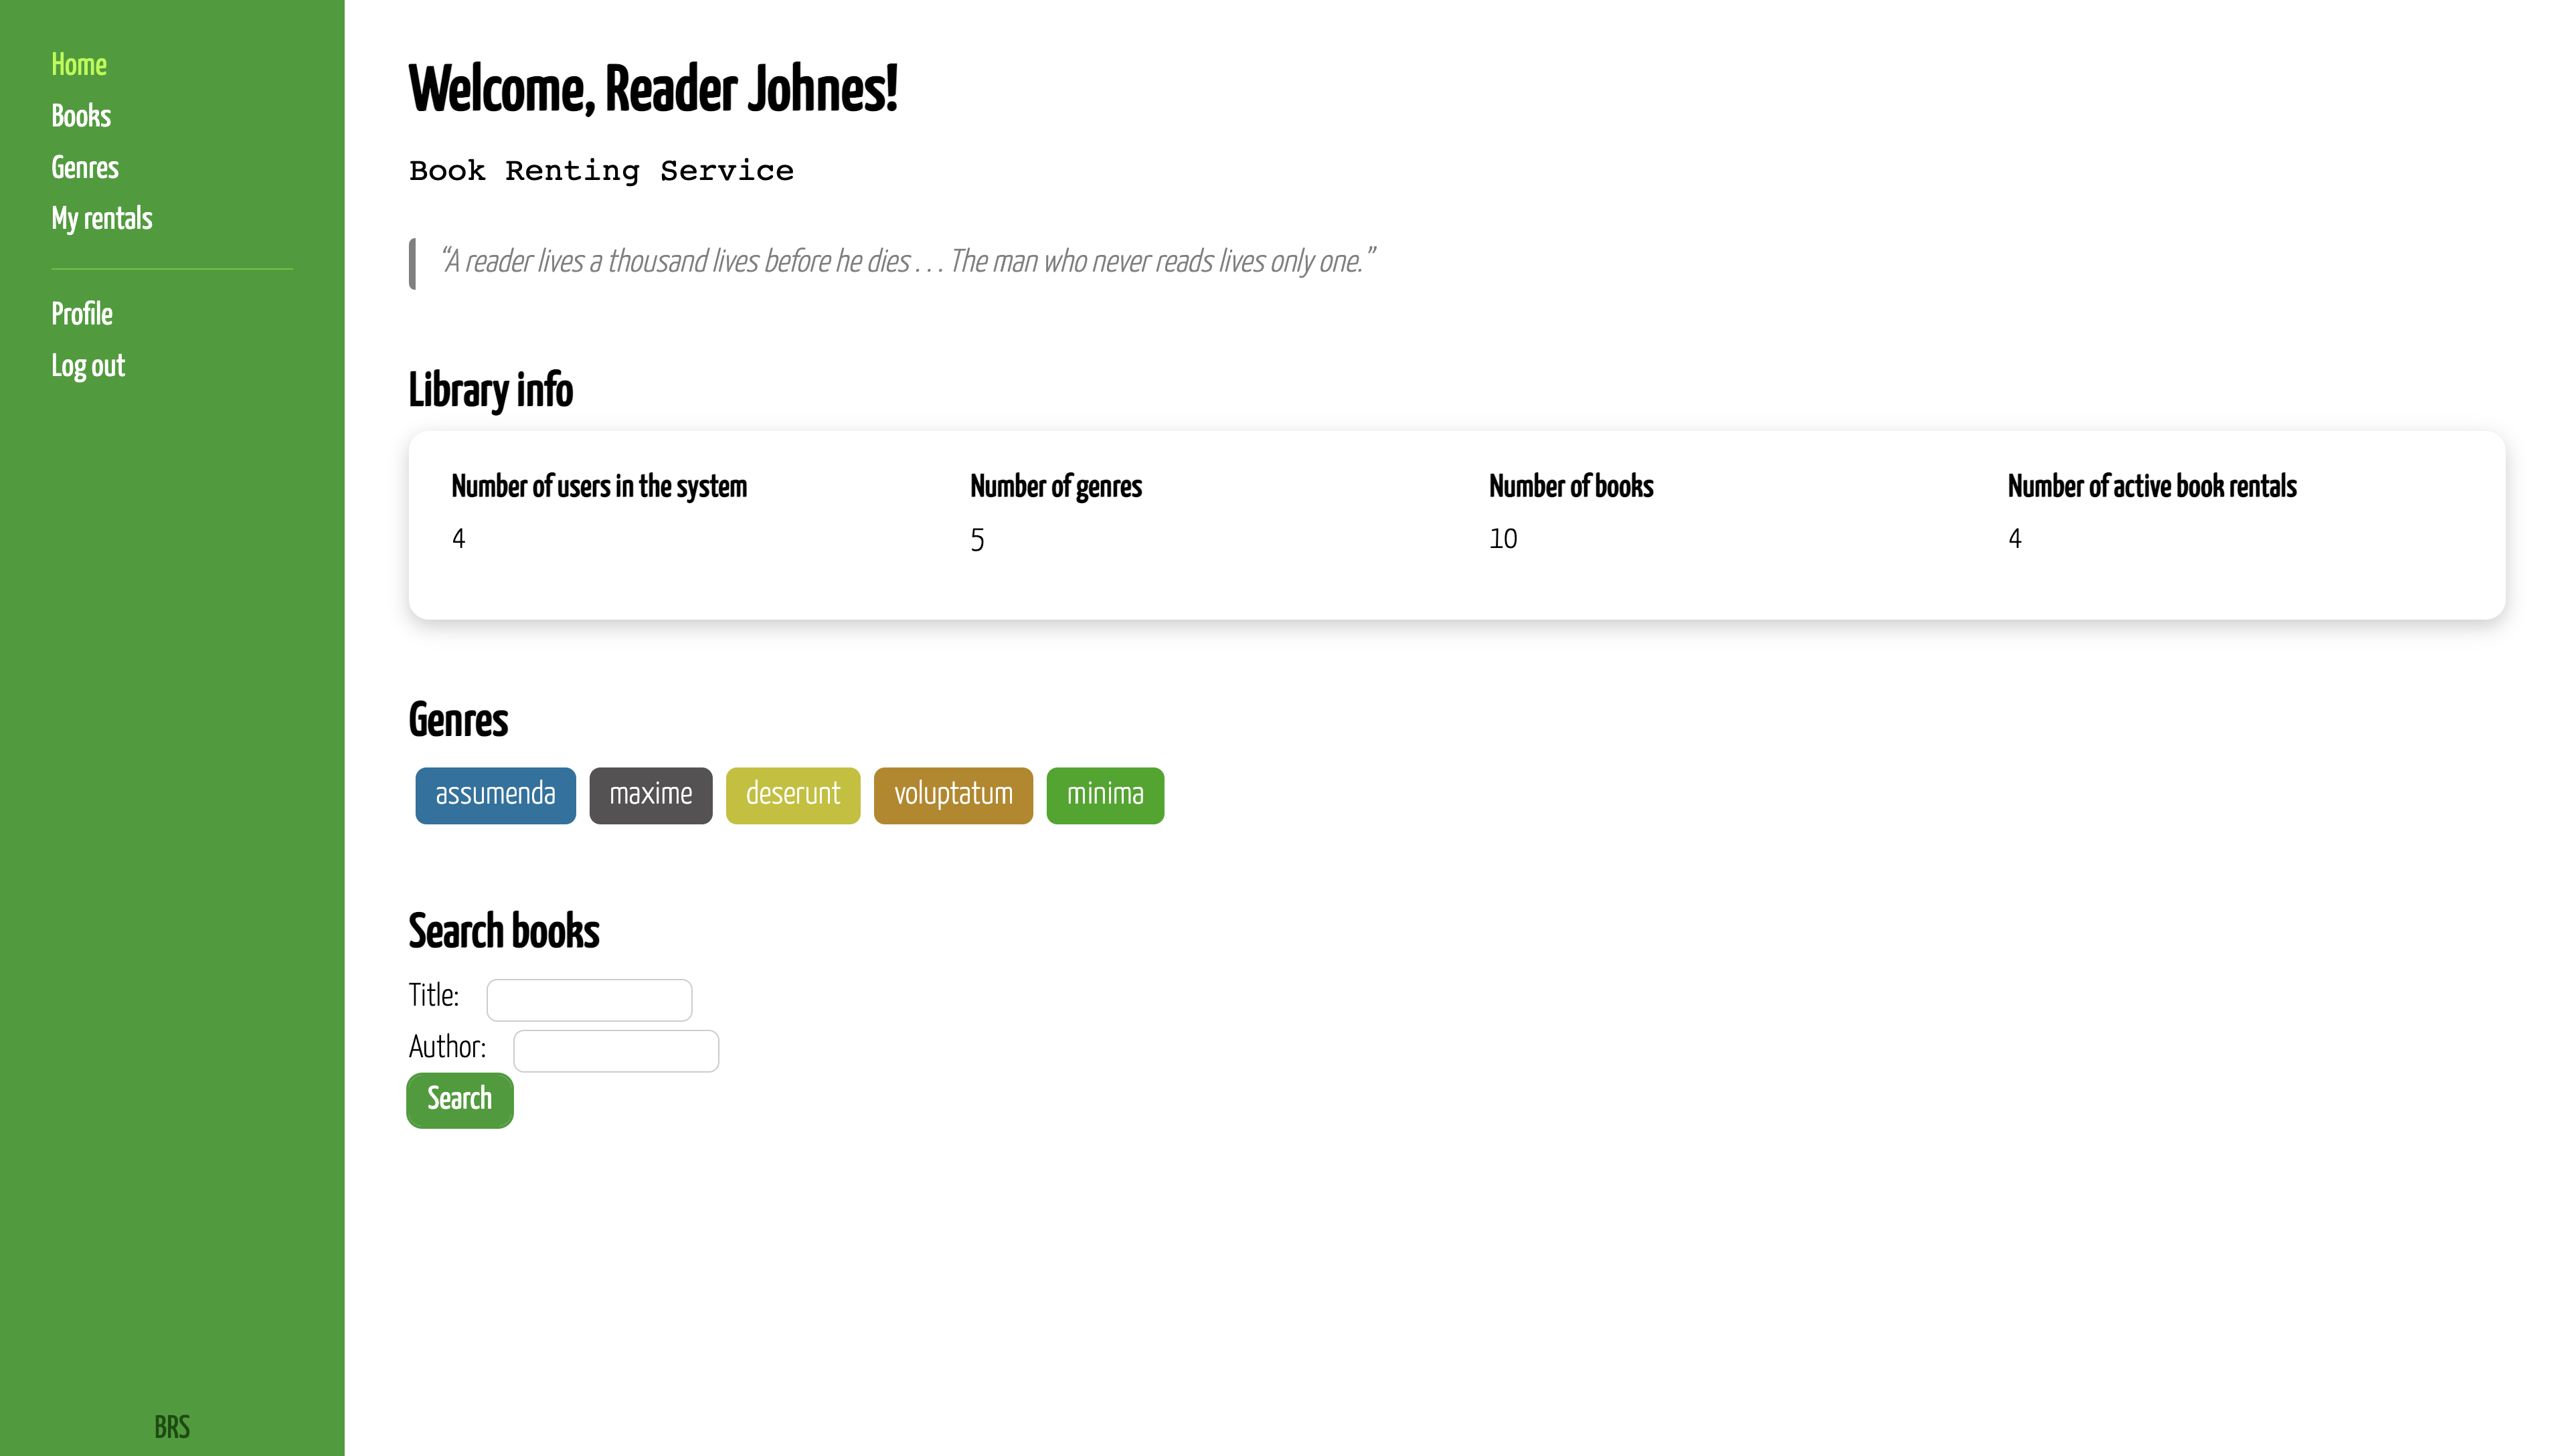 Home
Books
Genres
My rentals
Profile
Log out
BRS
Welcome, Reader Johnes!
Book Renting Service
“A reader lives a thousand lives before he dies . . . The man who never reads lives only one.”
Library info
Number of users in the system
4
Number of genres
5
Number of books
10
Number of active book rentals
4
Genres
assumenda maxime deserunt voluptatum minima
Search books
Title:
Author:
Search